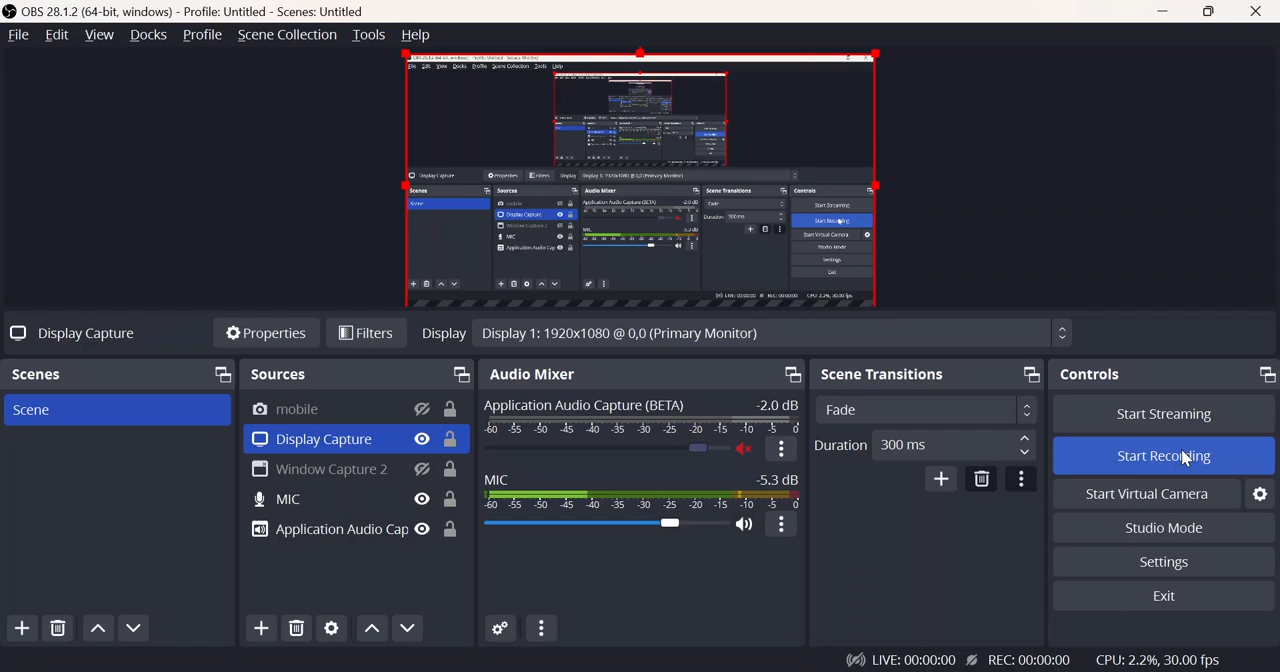 OBS 28.1.2 (64-bit, windows) - Profile: Untitled - Scenes: Untitled
File Edit View Docks Profile Scene Collection Tools Help
Display Capture Properties Filters Display Display 1: 1920x1080 @ 0,0 (Primary Monitor)
Scenes
Scene
Sources
mobile
Display Capture
Window Capture 2
MIC
Application Audio Cap
Audio Mixer
Application Audio Capture (BETA) -2.0 dB
-60 -55 -50 -45 -40 -35 -30 -25 -20 -15 -10 -5 0
MIC -5.3 dB
-60 -55 -50 -45 -40 -35 -30 -25 -20 -15 -10 -5 0
Scene Transitions
Fade
Duration 300 ms
Controls
Start Streaming
Start Recording
Start Virtual Camera
Studio Mode
Settings
Exit
LIVE: 00:00:00 REC: 00:00:00 CPU: 2.2%, 30.00 fps